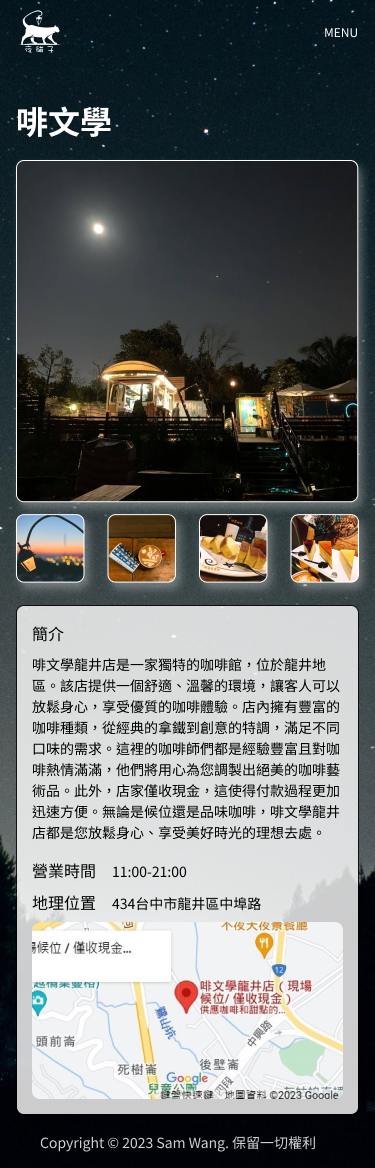 夜貓子
MENU
啡文學
簡介
啡文學龍井店是一家獨特的咖啡館，位於龍井地
區。該店提供一個舒適、溫馨的環境，讓客人可以
放鬆身心，享受優質的咖啡體驗。店內擁有豐富的
咖啡種類，從經典的拿鐵到創意的特調，滿足不同
口味的需求。這裡的咖啡師們都是經驗豐富且對咖
啡熱情滿滿，他們將用心為您調製出絕美的咖啡藝
術品。此外，店家僅收現金，這使得付款過程更加
迅速方便。無論是候位還是品味咖啡，啡文學龍井
店都是您放鬆身心、享受美好時光的理想去處。
營業時間 11:00-21:00
地理位置 434台中市龍井區中埠路
不夜天夜景餐廳
場候位 / 僅收現金...
12
啡文學龍井店（現場
候位/ 僅收現金）
供應咖啡和甜點的...
頭前崙
死樹崙
後壁崙
中興路
四段
Google
兒童公園
鍵盤快速鍵 地圖資料 ©2023 Google
Copyright © 2023 Sam Wang. 保留一切權利